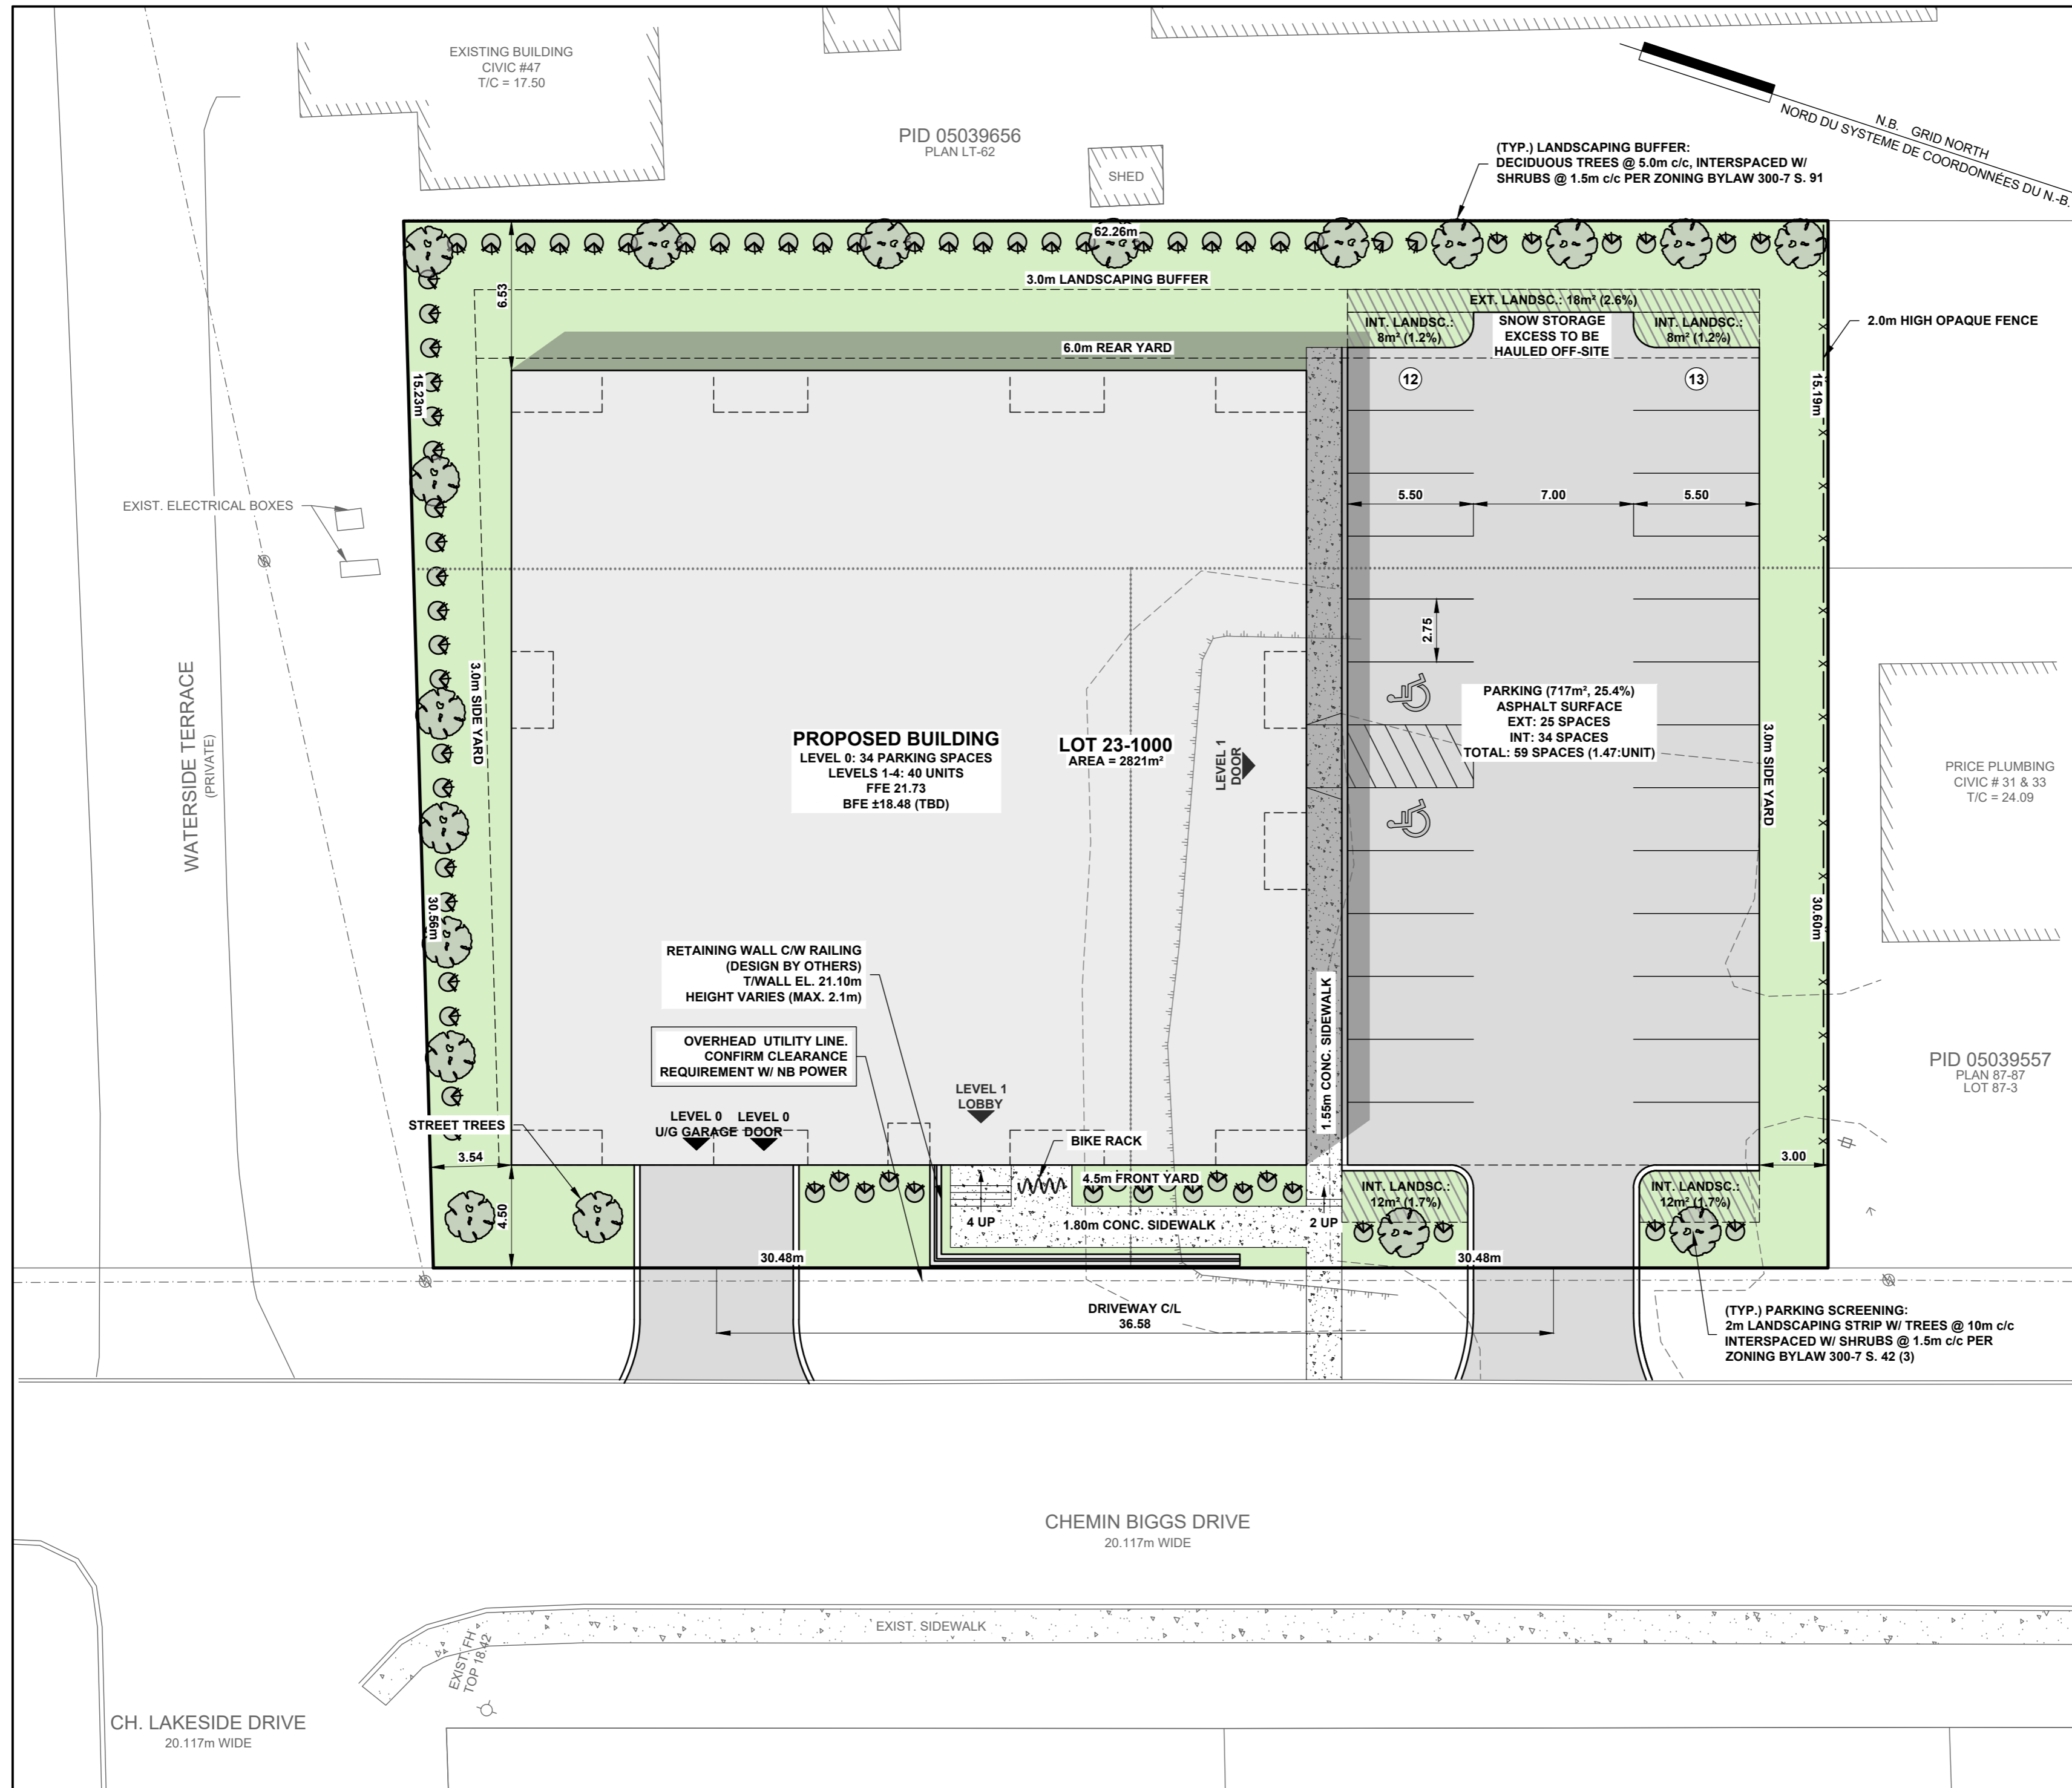 EXISTING BUILDING
CIVIC #47
T/C = 17.50
PID 05039656
PLAN LT-62
SHED
N.B. GRID NORTH
NORD DU SYSTEME DE COORDONNÉES DU N.-B.
(TYP.) LANDSCAPING BUFFER:
DECIDUOUS TREES @ 5.0m c/c, INTERSPACED W/
SHRUBS @ 1.5m c/c PER ZONING BYLAW 300-7 S. 91
62.26m
3.0m LANDSCAPING BUFFER
6.53
EXT. LANDSC.: 18m² (2.6%)
INT. LANDSC.:
8m² (1.2%)
SNOW STORAGE
EXCESS TO BE
HAULED OFF-SITE
INT. LANDSC.:
8m² (1.2%)
2.0m HIGH OPAQUE FENCE
6.0m REAR YARD
12
13
15.23m
15.19m
EXIST. ELECTRICAL BOXES
5.50
7.00
5.50
2.75
WATERSIDE TERRACE
(PRIVATE)
3.0m SIDE YARD
PROPOSED BUILDING
LEVEL 0: 34 PARKING SPACES
LEVELS 1-4: 40 UNITS
FFE 21.73
BFE ±18.48 (TBD)
LOT 23-1000
AREA = 2821m²
LEVEL 1
DOOR
PARKING (717m², 25.4%)
ASPHALT SURFACE
EXT: 25 SPACES
INT: 34 SPACES
TOTAL: 59 SPACES (1.47:UNIT)
3.0m SIDE YARD
PRICE PLUMBING
CIVIC # 31 & 33
T/C = 24.09
30.56m
30.60m
RETAINING WALL C/W RAILING
(DESIGN BY OTHERS)
T/WALL EL. 21.10m
HEIGHT VARIES (MAX. 2.1m)
OVERHEAD UTILITY LINE.
CONFIRM CLEARANCE
REQUIREMENT W/ NB POWER
1.55m CONC. SIDEWALK
PID 05039557
PLAN 87-87
LOT 87-3
LEVEL 1
LOBBY
LEVEL 0
U/G GARAGE
LEVEL 0
DOOR
STREET TREES
BIKE RACK
3.54
3.00
4.5m FRONT YARD
INT. LANDSC.:
12m² (1.7%)
INT. LANDSC.:
12m² (1.7%)
4.50
4 UP
1.80m CONC. SIDEWALK
2 UP
30.48m
30.48m
DRIVEWAY C/L
36.58
(TYP.) PARKING SCREENING:
2m LANDSCAPING STRIP W/ TREES @ 10m c/c
INTERSPACED W/ SHRUBS @ 1.5m c/c PER
ZONING BYLAW 300-7 S. 42 (3)
CHEMIN BIGGS DRIVE
20.117m WIDE
EXIST. SIDEWALK
EXIST. FH
TOP 18.42
CH. LAKESIDE DRIVE
20.117m WIDE